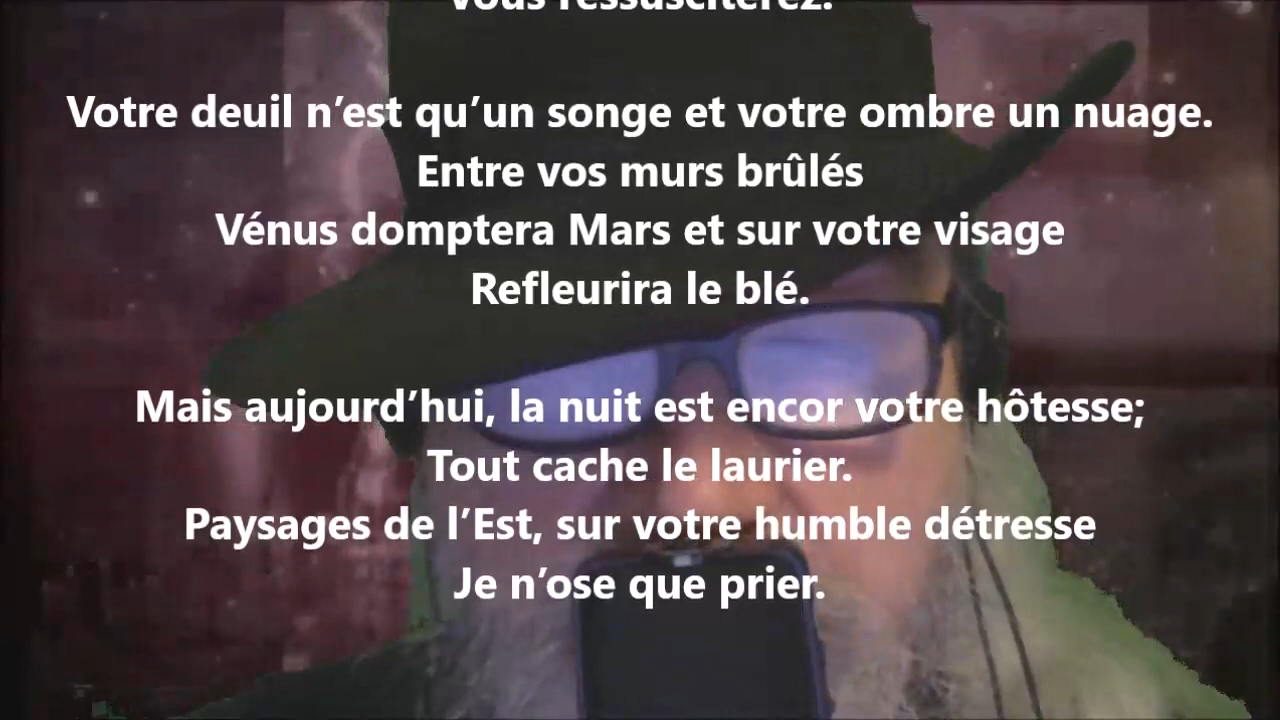 vous ressusciterez.
Votre deuil n’est qu’un songe et votre ombre un nuage.
Entre vos murs brûlés
Vénus domptera Mars et sur votre visage
Refleurira le blé.
Mais aujourd’hui, la nuit est encor votre hôtesse;
Tout cache le laurier.
Paysages de l’Est, sur votre humble détresse
Je n’ose que prier.